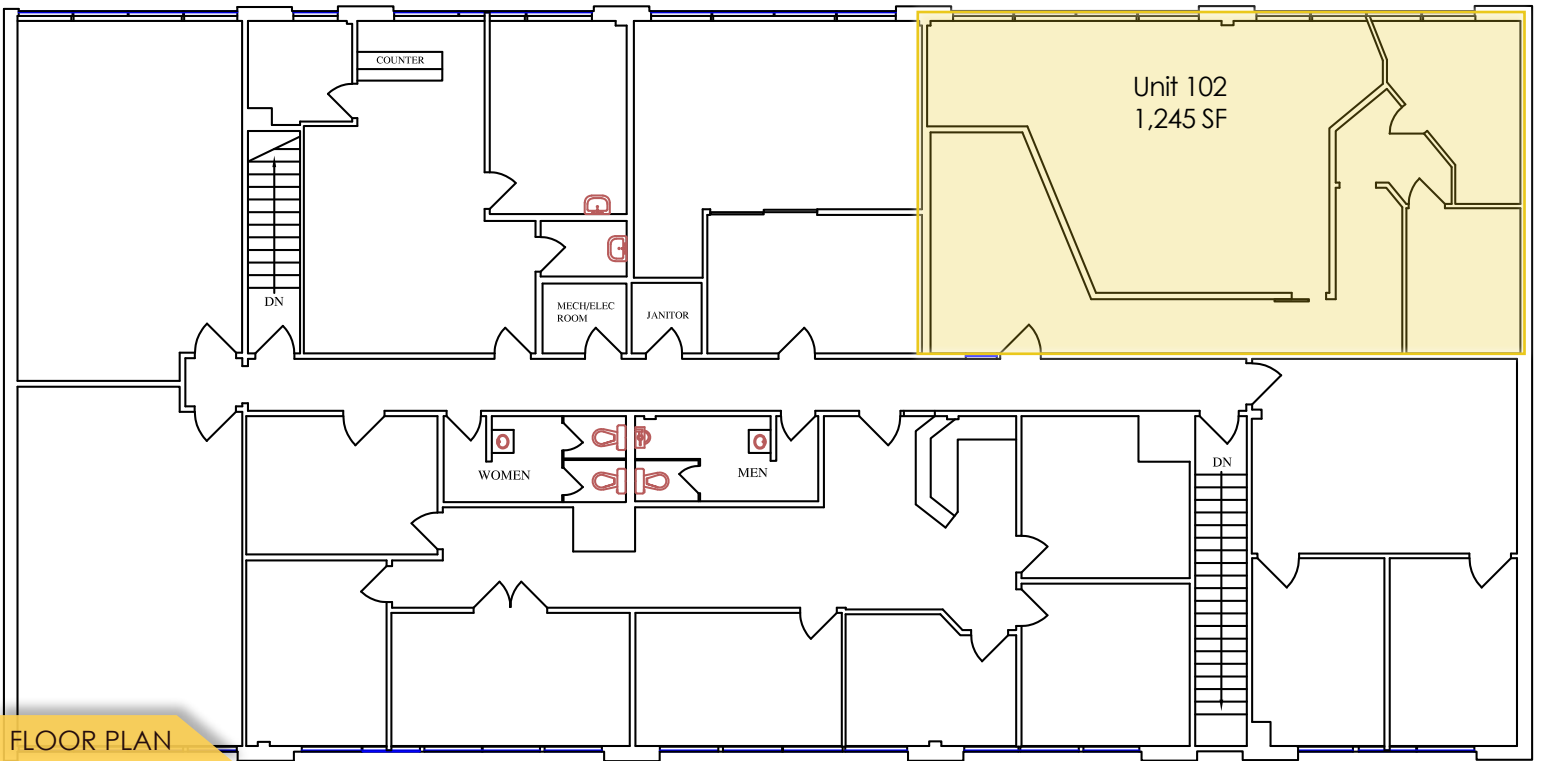 COUNTER
Unit 102
1,245 SF
DN
MECH/ELEC
ROOM
JANITOR
WOMEN
MEN
DN
FLOOR PLAN